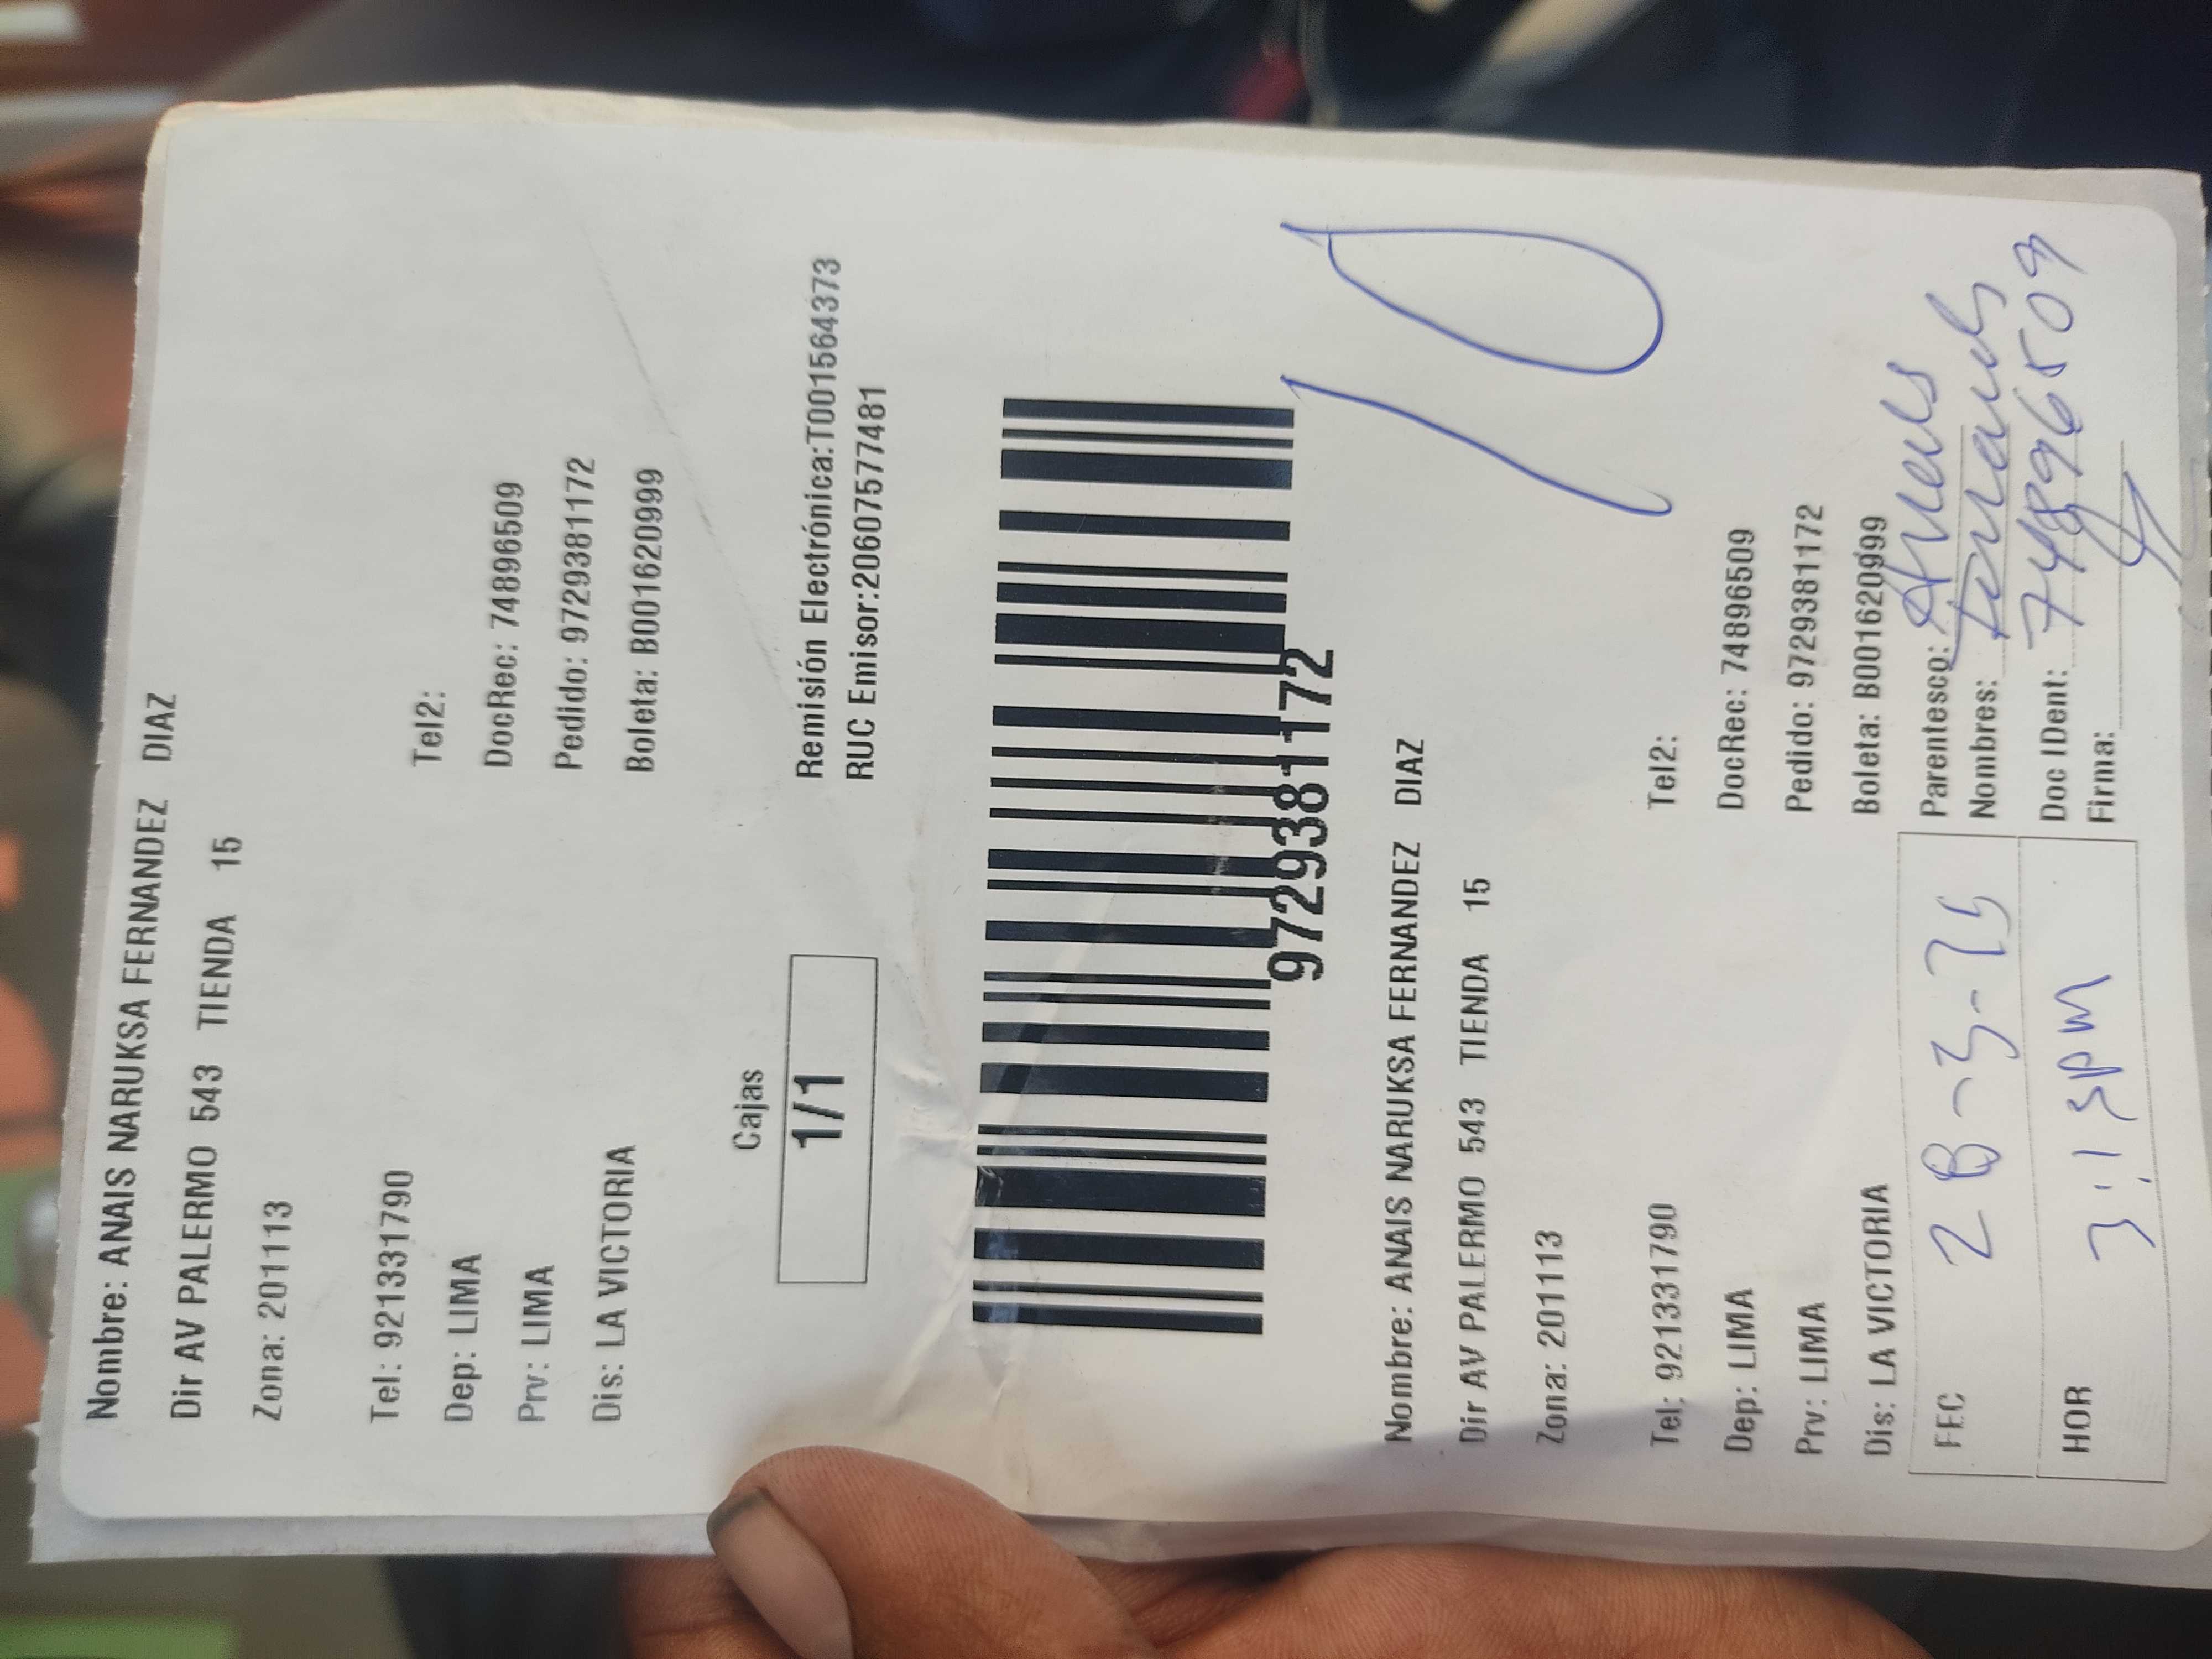 Nombre: ANAIS NARUKSA FERNANDEZ DIAZ
Dir AV PALERMO 543 TIENDA 15
Zona: 201113
Tel: 921331790 Tel2:
Dep: LIMA DocRec: 74896509
Prv: LIMA Pedido: 9729381172
Dis: LA VICTORIA Boleta: B001620999
Cajas
1/1
Remisión Electrónica:T001564373
RUC Emisor:20607577481
9729381172
Nombre: ANAIS NARUKSA FERNANDEZ DIAZ
Dir AV PALERMO 543 TIENDA 15
Zona: 201113
Tel: 921331790 Tel2:
Dep: LIMA DocRec: 74896509
Prv: LIMA Pedido: 9729381172
Dis: LA VICTORIA Boleta: B001620999
FEC Parentesco:
Nombres:
HOR 3:15pm Doc IDent: 74896509
Firma: